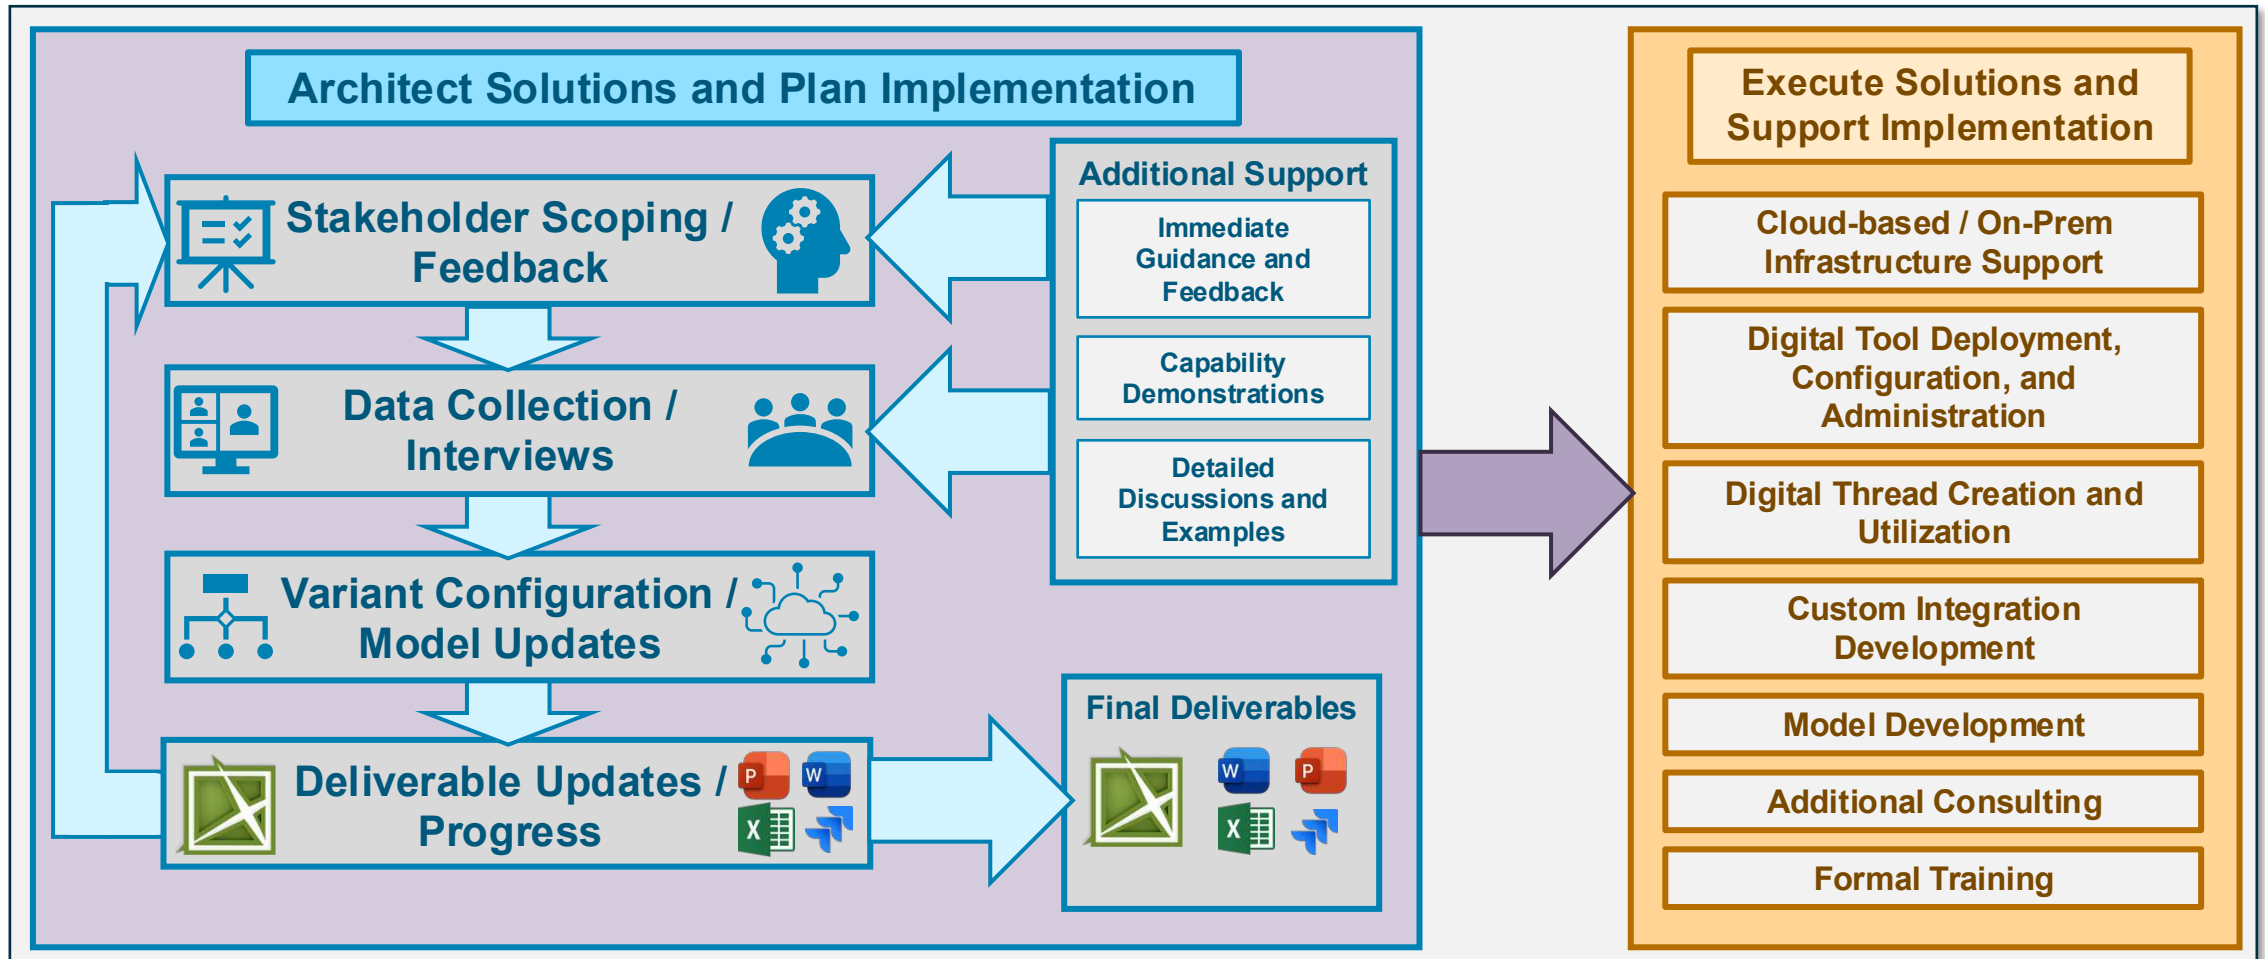 Architect Solutions and Plan Implementation
Stakeholder Scoping /
Feedback
Data Collection /
Interviews
Variant Configuration /
Model Updates
Deliverable Updates /
Progress
P
W
X
Additional Support
Immediate
Guidance and
Feedback
Capability
Demonstrations
Detailed
Discussions and
Examples
Final Deliverables
W
P
X
Execute Solutions and
Support Implementation
Cloud-based / On-Prem
Infrastructure Support
Digital Tool Deployment,
Configuration, and
Administration
Digital Thread Creation and
Utilization
Custom Integration
Development
Model Development
Additional Consulting
Formal Training